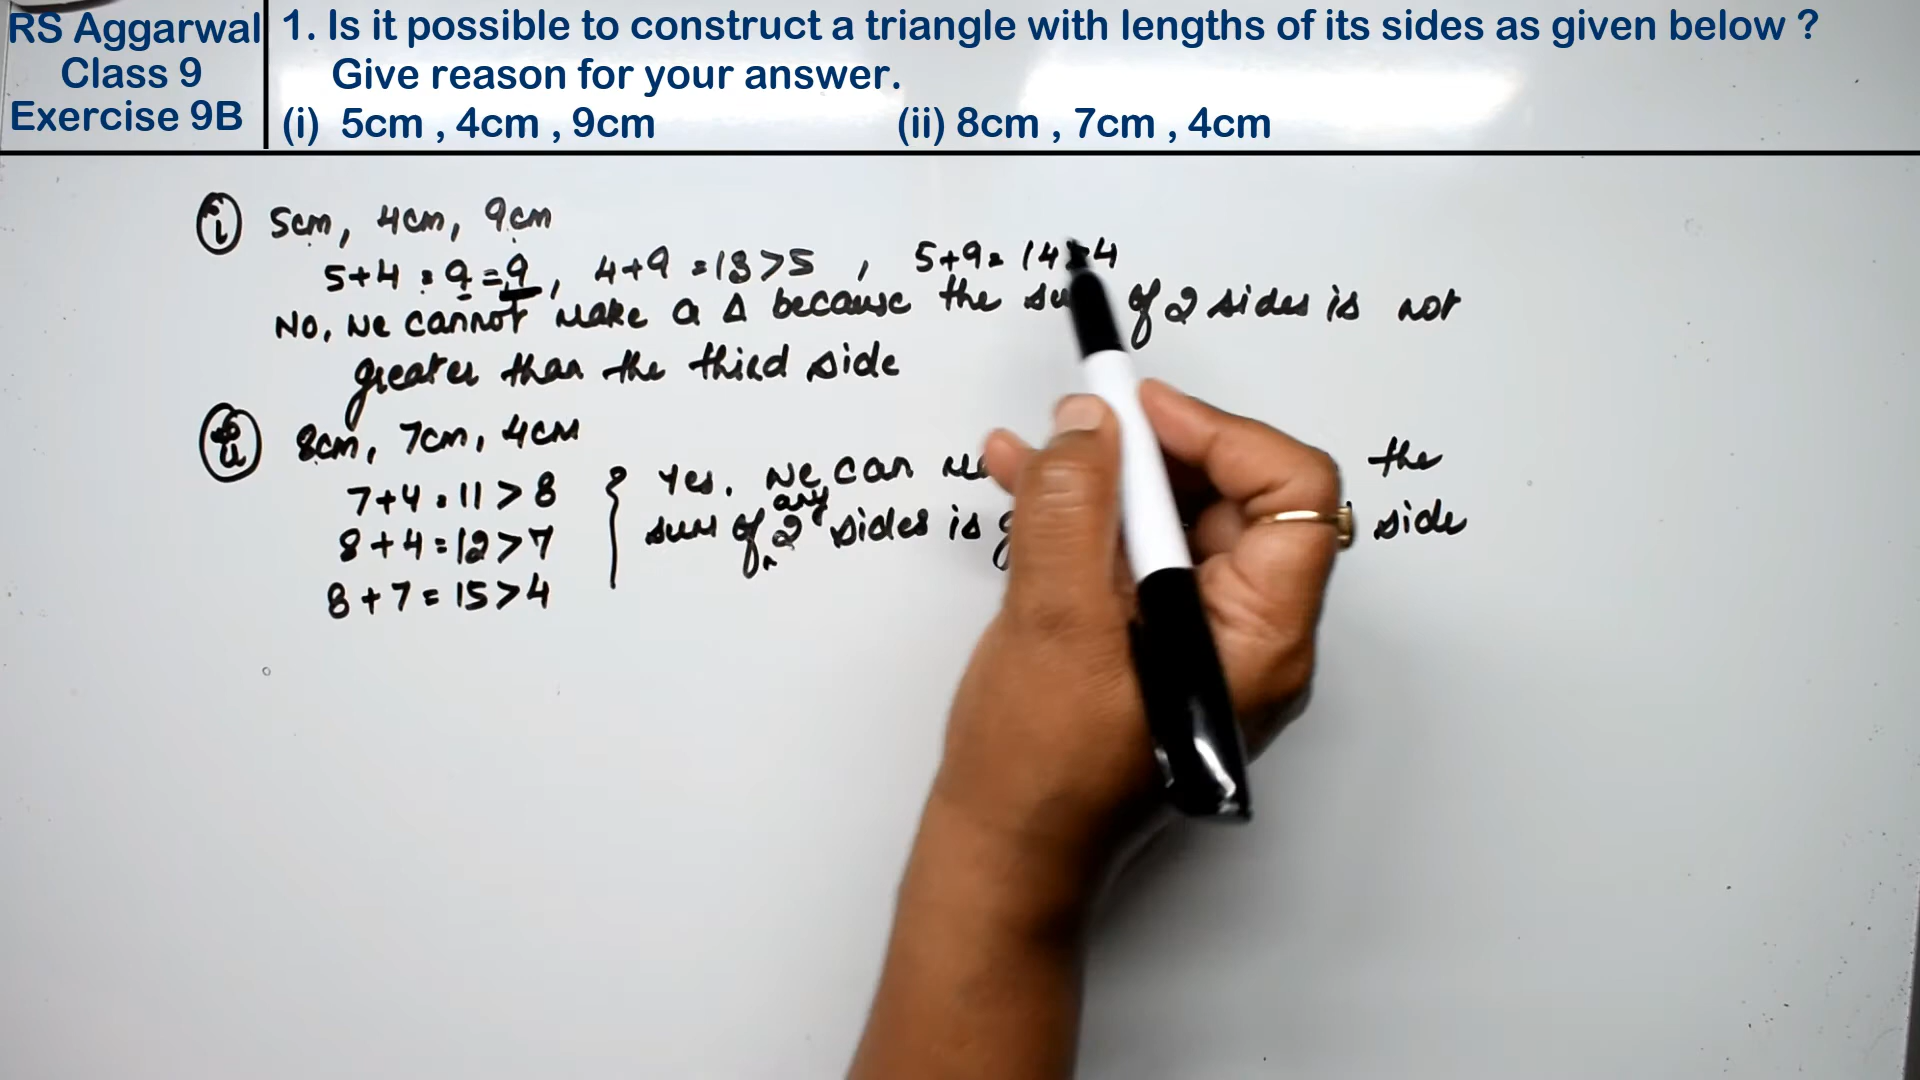 RS Aggarwal
Class 9
Exercise 9B
1. Is it possible to construct a triangle with lengths of its sides as given below ?
Give reason for your answer.
(i) 5cm , 4cm , 9cm (ii) 8cm , 7cm , 4cm
(i) 5cm, 4cm, 9cm
5+4 = 9 = 9, 4+9 = 13 > 5 , 5+9 = 14 > 4
No, we cannot make a Δ because the sum of 2 sides is not
greater than the third side
(ii) 8cm, 7cm, 4cm
7+4 = 11 > 8
8+4 = 12 > 7
8+7 = 15 > 4
Yes. We can the
sum of any 2 sides is side